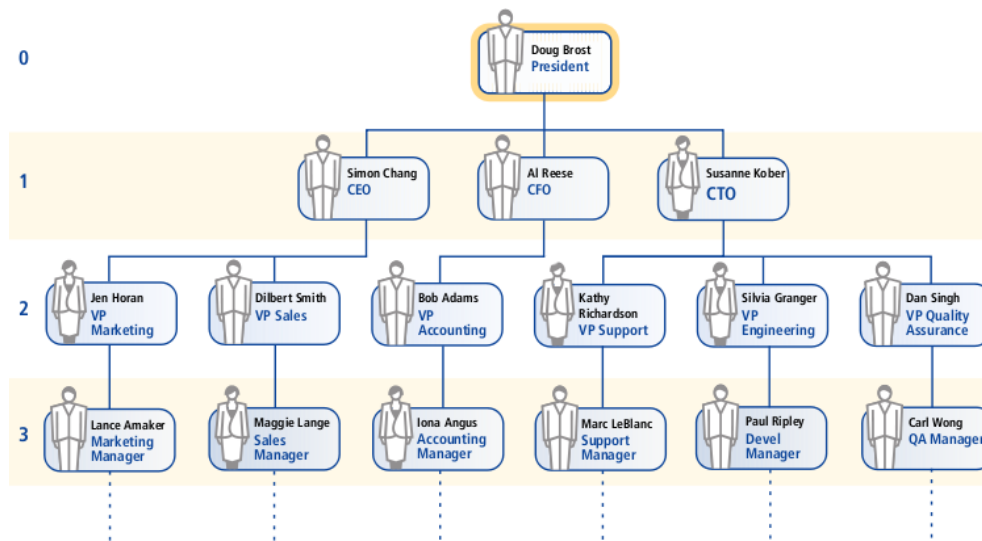 0
Doug Brost
President
1
Simon Chang
CEO
Al Reese
CFO
Susanne Kober
CTO
2
Jen Horan
VP
Marketing
Dilbert Smith
VP Sales
Bob Adams
VP
Accounting
Kathy
Richardson
VP Support
Silvia Granger
VP
Engineering
Dan Singh
VP Quality
Assurance
3
Lance Amaker
Marketing
Manager
Maggie Lange
Sales
Manager
Iona Angus
Accounting
Manager
Marc LeBlanc
Support
Manager
Paul Ripley
Devel
Manager
Carl Wong
QA Manager